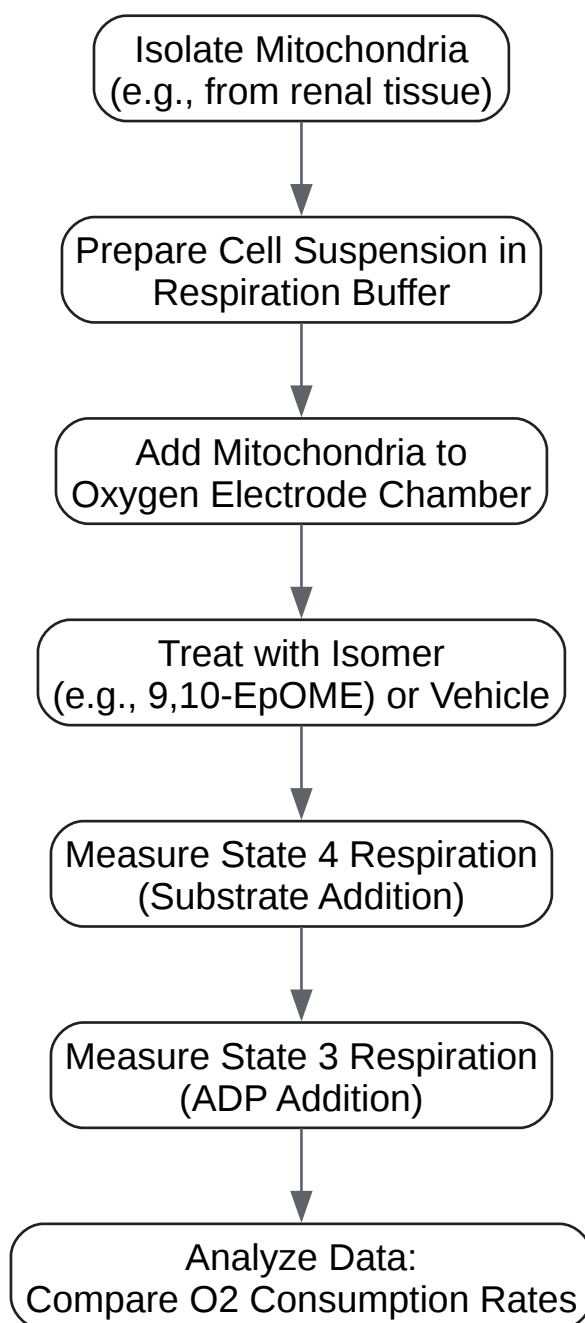 Isolate Mitochondria
(e.g., from renal tissue)
Prepare Cell Suspension in
Respiration Buffer
Add Mitochondria to
Oxygen Electrode Chamber
Treat with Isomer
(e.g., 9,10-EpOME) or Vehicle
Measure State 4 Respiration
(Substrate Addition)
Measure State 3 Respiration
(ADP Addition)
Analyze Data:
Compare O2 Consumption Rates